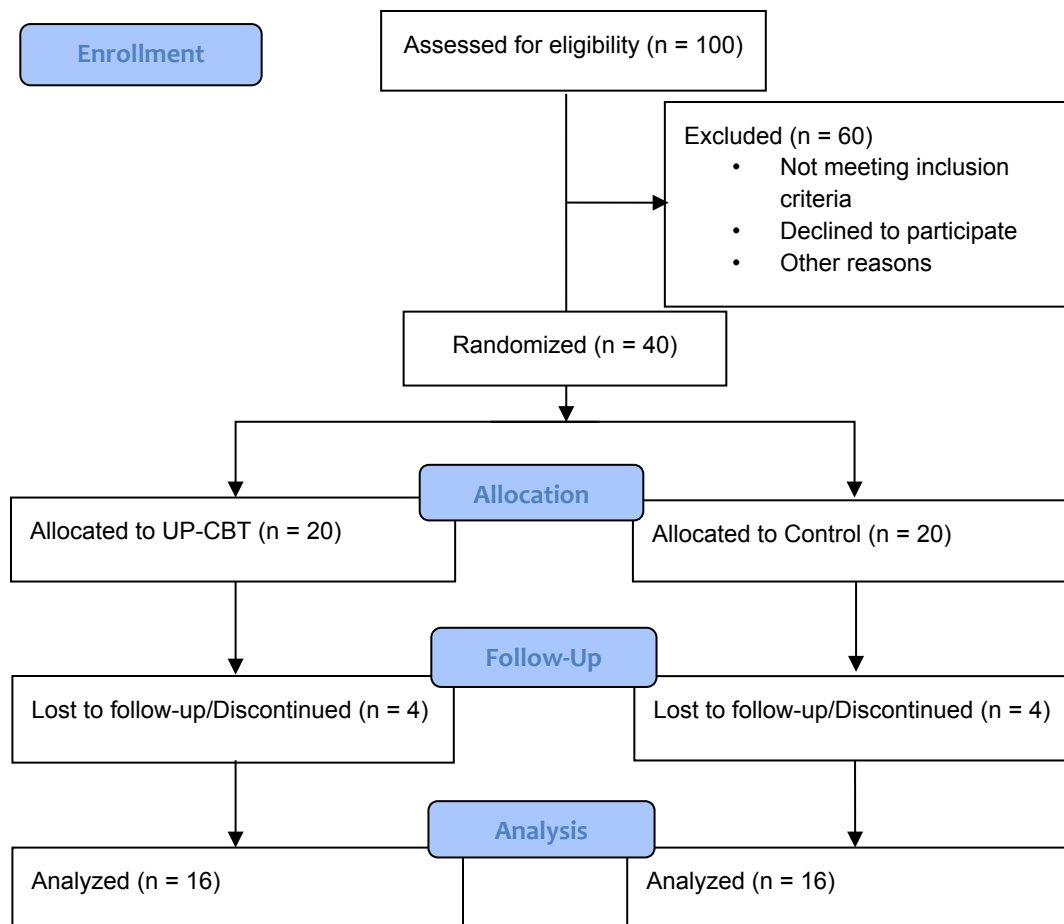 Enrollment
Assessed for eligibility (n = 100)
Excluded (n = 60)
• Not meeting inclusion
criteria
• Declined to participate
• Other reasons
Randomized (n = 40)
Allocation
Allocated to UP-CBT (n = 20)
Allocated to Control (n = 20)
Follow-Up
Lost to follow-up/Discontinued (n = 4)
Lost to follow-up/Discontinued (n = 4)
Analysis
Analyzed (n = 16)
Analyzed (n = 16)